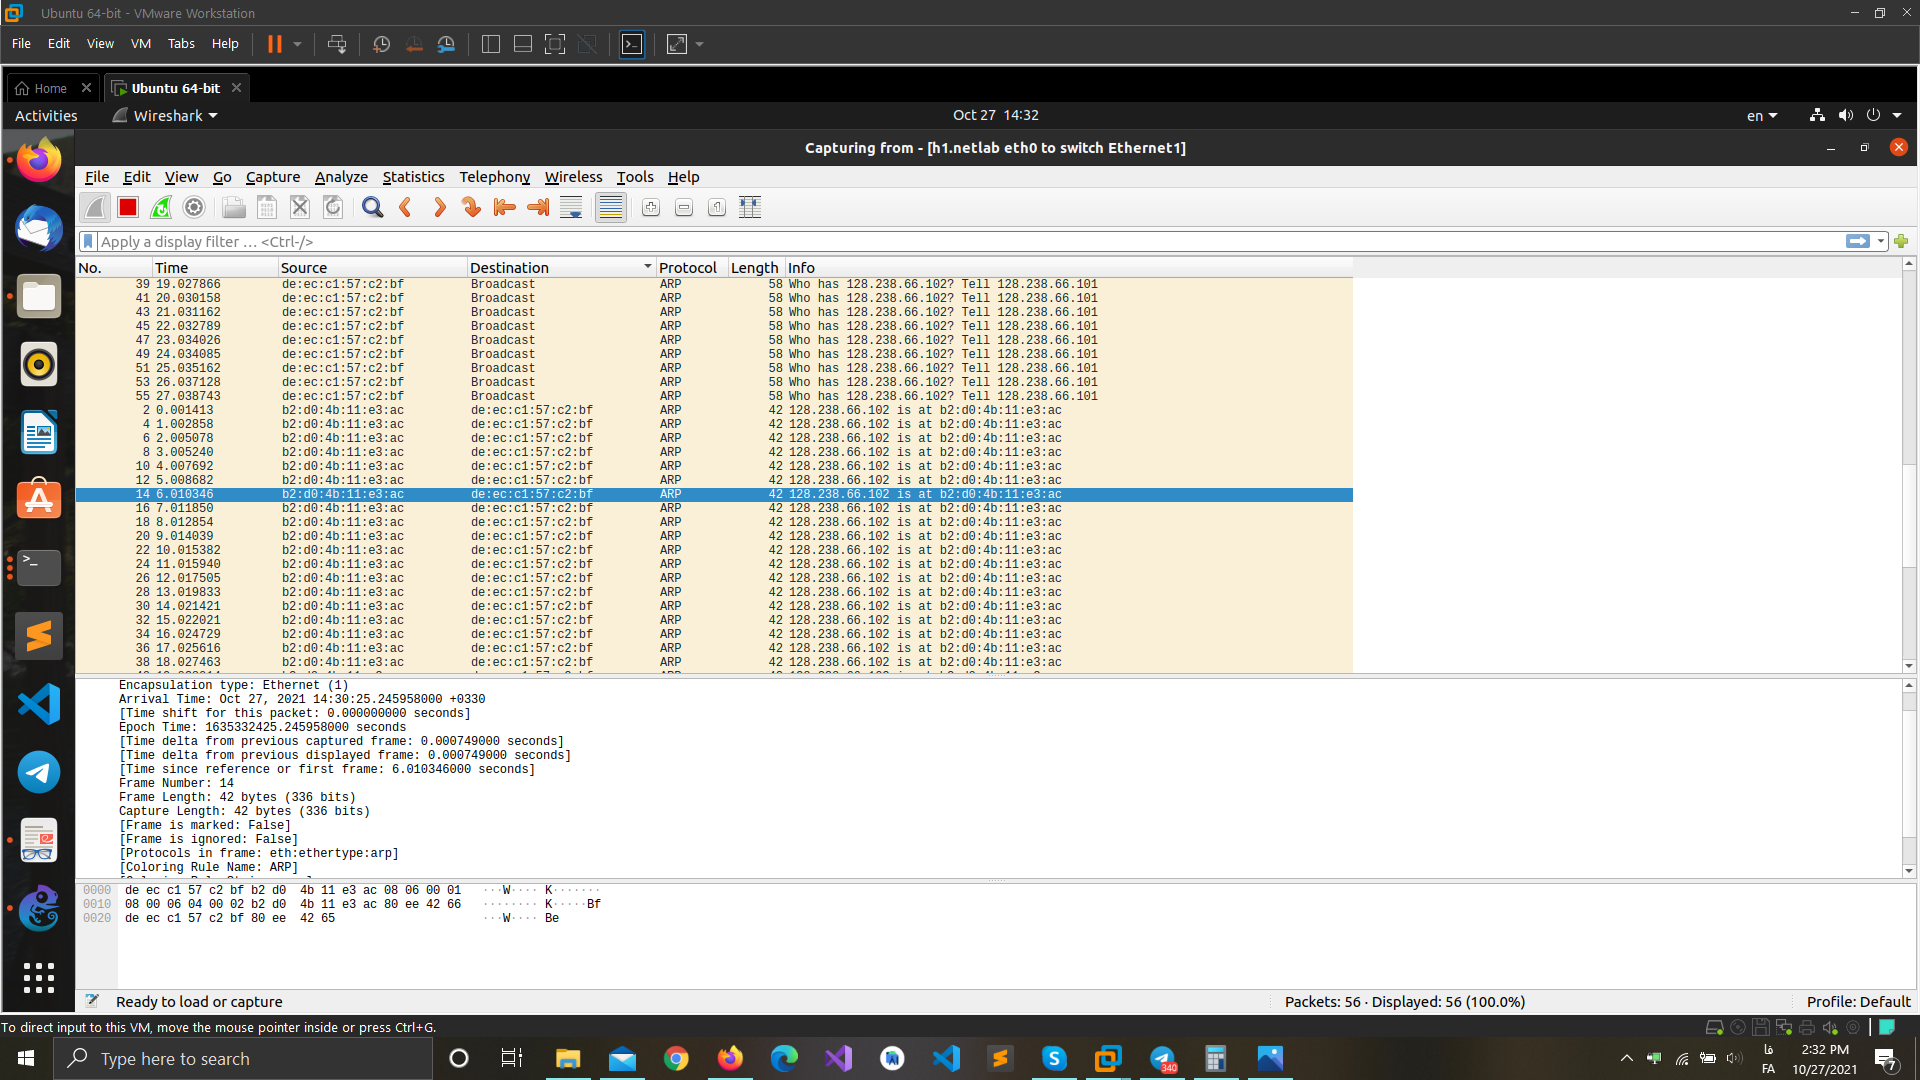 Ubuntu 64-bit - VMware Workstation
File Edit View VM Tabs Help
Home Ubuntu 64-bit
Activities Wireshark Oct 27 14:32 en
Capturing from - [h1.netlab eth0 to switch Ethernet1]
File Edit View Go Capture Analyze Statistics Telephony Wireless Tools Help
Apply a display filter … <Ctrl-/>
No. Time Source Destination Protocol Length Info
39 19.027866 de:ec:c1:57:c2:bf Broadcast ARP 58 Who has 128.238.66.102? Tell 128.238.66.101
41 20.030158 de:ec:c1:57:c2:bf Broadcast ARP 58 Who has 128.238.66.102? Tell 128.238.66.101
43 21.031162 de:ec:c1:57:c2:bf Broadcast ARP 58 Who has 128.238.66.102? Tell 128.238.66.101
45 22.032789 de:ec:c1:57:c2:bf Broadcast ARP 58 Who has 128.238.66.102? Tell 128.238.66.101
47 23.034026 de:ec:c1:57:c2:bf Broadcast ARP 58 Who has 128.238.66.102? Tell 128.238.66.101
49 24.034085 de:ec:c1:57:c2:bf Broadcast ARP 58 Who has 128.238.66.102? Tell 128.238.66.101
51 25.035162 de:ec:c1:57:c2:bf Broadcast ARP 58 Who has 128.238.66.102? Tell 128.238.66.101
53 26.037128 de:ec:c1:57:c2:bf Broadcast ARP 58 Who has 128.238.66.102? Tell 128.238.66.101
55 27.038743 de:ec:c1:57:c2:bf Broadcast ARP 58 Who has 128.238.66.102? Tell 128.238.66.101
2 0.001413 b2:d0:4b:11:e3:ac de:ec:c1:57:c2:bf ARP 42 128.238.66.102 is at b2:d0:4b:11:e3:ac
4 1.002858 b2:d0:4b:11:e3:ac de:ec:c1:57:c2:bf ARP 42 128.238.66.102 is at b2:d0:4b:11:e3:ac
6 2.005078 b2:d0:4b:11:e3:ac de:ec:c1:57:c2:bf ARP 42 128.238.66.102 is at b2:d0:4b:11:e3:ac
8 3.005240 b2:d0:4b:11:e3:ac de:ec:c1:57:c2:bf ARP 42 128.238.66.102 is at b2:d0:4b:11:e3:ac
10 4.007692 b2:d0:4b:11:e3:ac de:ec:c1:57:c2:bf ARP 42 128.238.66.102 is at b2:d0:4b:11:e3:ac
12 5.008682 b2:d0:4b:11:e3:ac de:ec:c1:57:c2:bf ARP 42 128.238.66.102 is at b2:d0:4b:11:e3:ac
14 6.010346 b2:d0:4b:11:e3:ac de:ec:c1:57:c2:bf ARP 42 128.238.66.102 is at b2:d0:4b:11:e3:ac
16 7.011850 b2:d0:4b:11:e3:ac de:ec:c1:57:c2:bf ARP 42 128.238.66.102 is at b2:d0:4b:11:e3:ac
18 8.012854 b2:d0:4b:11:e3:ac de:ec:c1:57:c2:bf ARP 42 128.238.66.102 is at b2:d0:4b:11:e3:ac
20 9.014039 b2:d0:4b:11:e3:ac de:ec:c1:57:c2:bf ARP 42 128.238.66.102 is at b2:d0:4b:11:e3:ac
22 10.015382 b2:d0:4b:11:e3:ac de:ec:c1:57:c2:bf ARP 42 128.238.66.102 is at b2:d0:4b:11:e3:ac
24 11.015940 b2:d0:4b:11:e3:ac de:ec:c1:57:c2:bf ARP 42 128.238.66.102 is at b2:d0:4b:11:e3:ac
26 12.017505 b2:d0:4b:11:e3:ac de:ec:c1:57:c2:bf ARP 42 128.238.66.102 is at b2:d0:4b:11:e3:ac
28 13.019833 b2:d0:4b:11:e3:ac de:ec:c1:57:c2:bf ARP 42 128.238.66.102 is at b2:d0:4b:11:e3:ac
30 14.021421 b2:d0:4b:11:e3:ac de:ec:c1:57:c2:bf ARP 42 128.238.66.102 is at b2:d0:4b:11:e3:ac
32 15.022021 b2:d0:4b:11:e3:ac de:ec:c1:57:c2:bf ARP 42 128.238.66.102 is at b2:d0:4b:11:e3:ac
34 16.024729 b2:d0:4b:11:e3:ac de:ec:c1:57:c2:bf ARP 42 128.238.66.102 is at b2:d0:4b:11:e3:ac
36 17.025616 b2:d0:4b:11:e3:ac de:ec:c1:57:c2:bf ARP 42 128.238.66.102 is at b2:d0:4b:11:e3:ac
38 18.027463 b2:d0:4b:11:e3:ac de:ec:c1:57:c2:bf ARP 42 128.238.66.102 is at b2:d0:4b:11:e3:ac
Encapsulation type: Ethernet (1)
Arrival Time: Oct 27, 2021 14:30:25.245958000 +0330
[Time shift for this packet: 0.000000000 seconds]
Epoch Time: 1635332425.245958000 seconds
[Time delta from previous captured frame: 0.000749000 seconds]
[Time delta from previous displayed frame: 0.000749000 seconds]
[Time since reference or first frame: 6.010346000 seconds]
Frame Number: 14
Frame Length: 42 bytes (336 bits)
Capture Length: 42 bytes (336 bits)
[Frame is marked: False]
[Frame is ignored: False]
[Protocols in frame: eth:ethertype:arp]
[Coloring Rule Name: ARP]
0000 de ec c1 57 c2 bf b2 d0 4b 11 e3 ac 08 06 00 01 ···W···· K·······
0010 08 00 06 04 00 02 b2 d0 4b 11 e3 ac 80 ee 42 66 ········ K·····Bf
0020 de ec c1 57 c2 bf 80 ee 42 65 ···W···· Be
Ready to load or capture Packets: 56 · Displayed: 56 (100.0%) Profile: Default
To direct input to this VM, move the mouse pointer inside or press Ctrl+G.
Type here to search
340
فا
FA
2:32 PM
10/27/2021
7